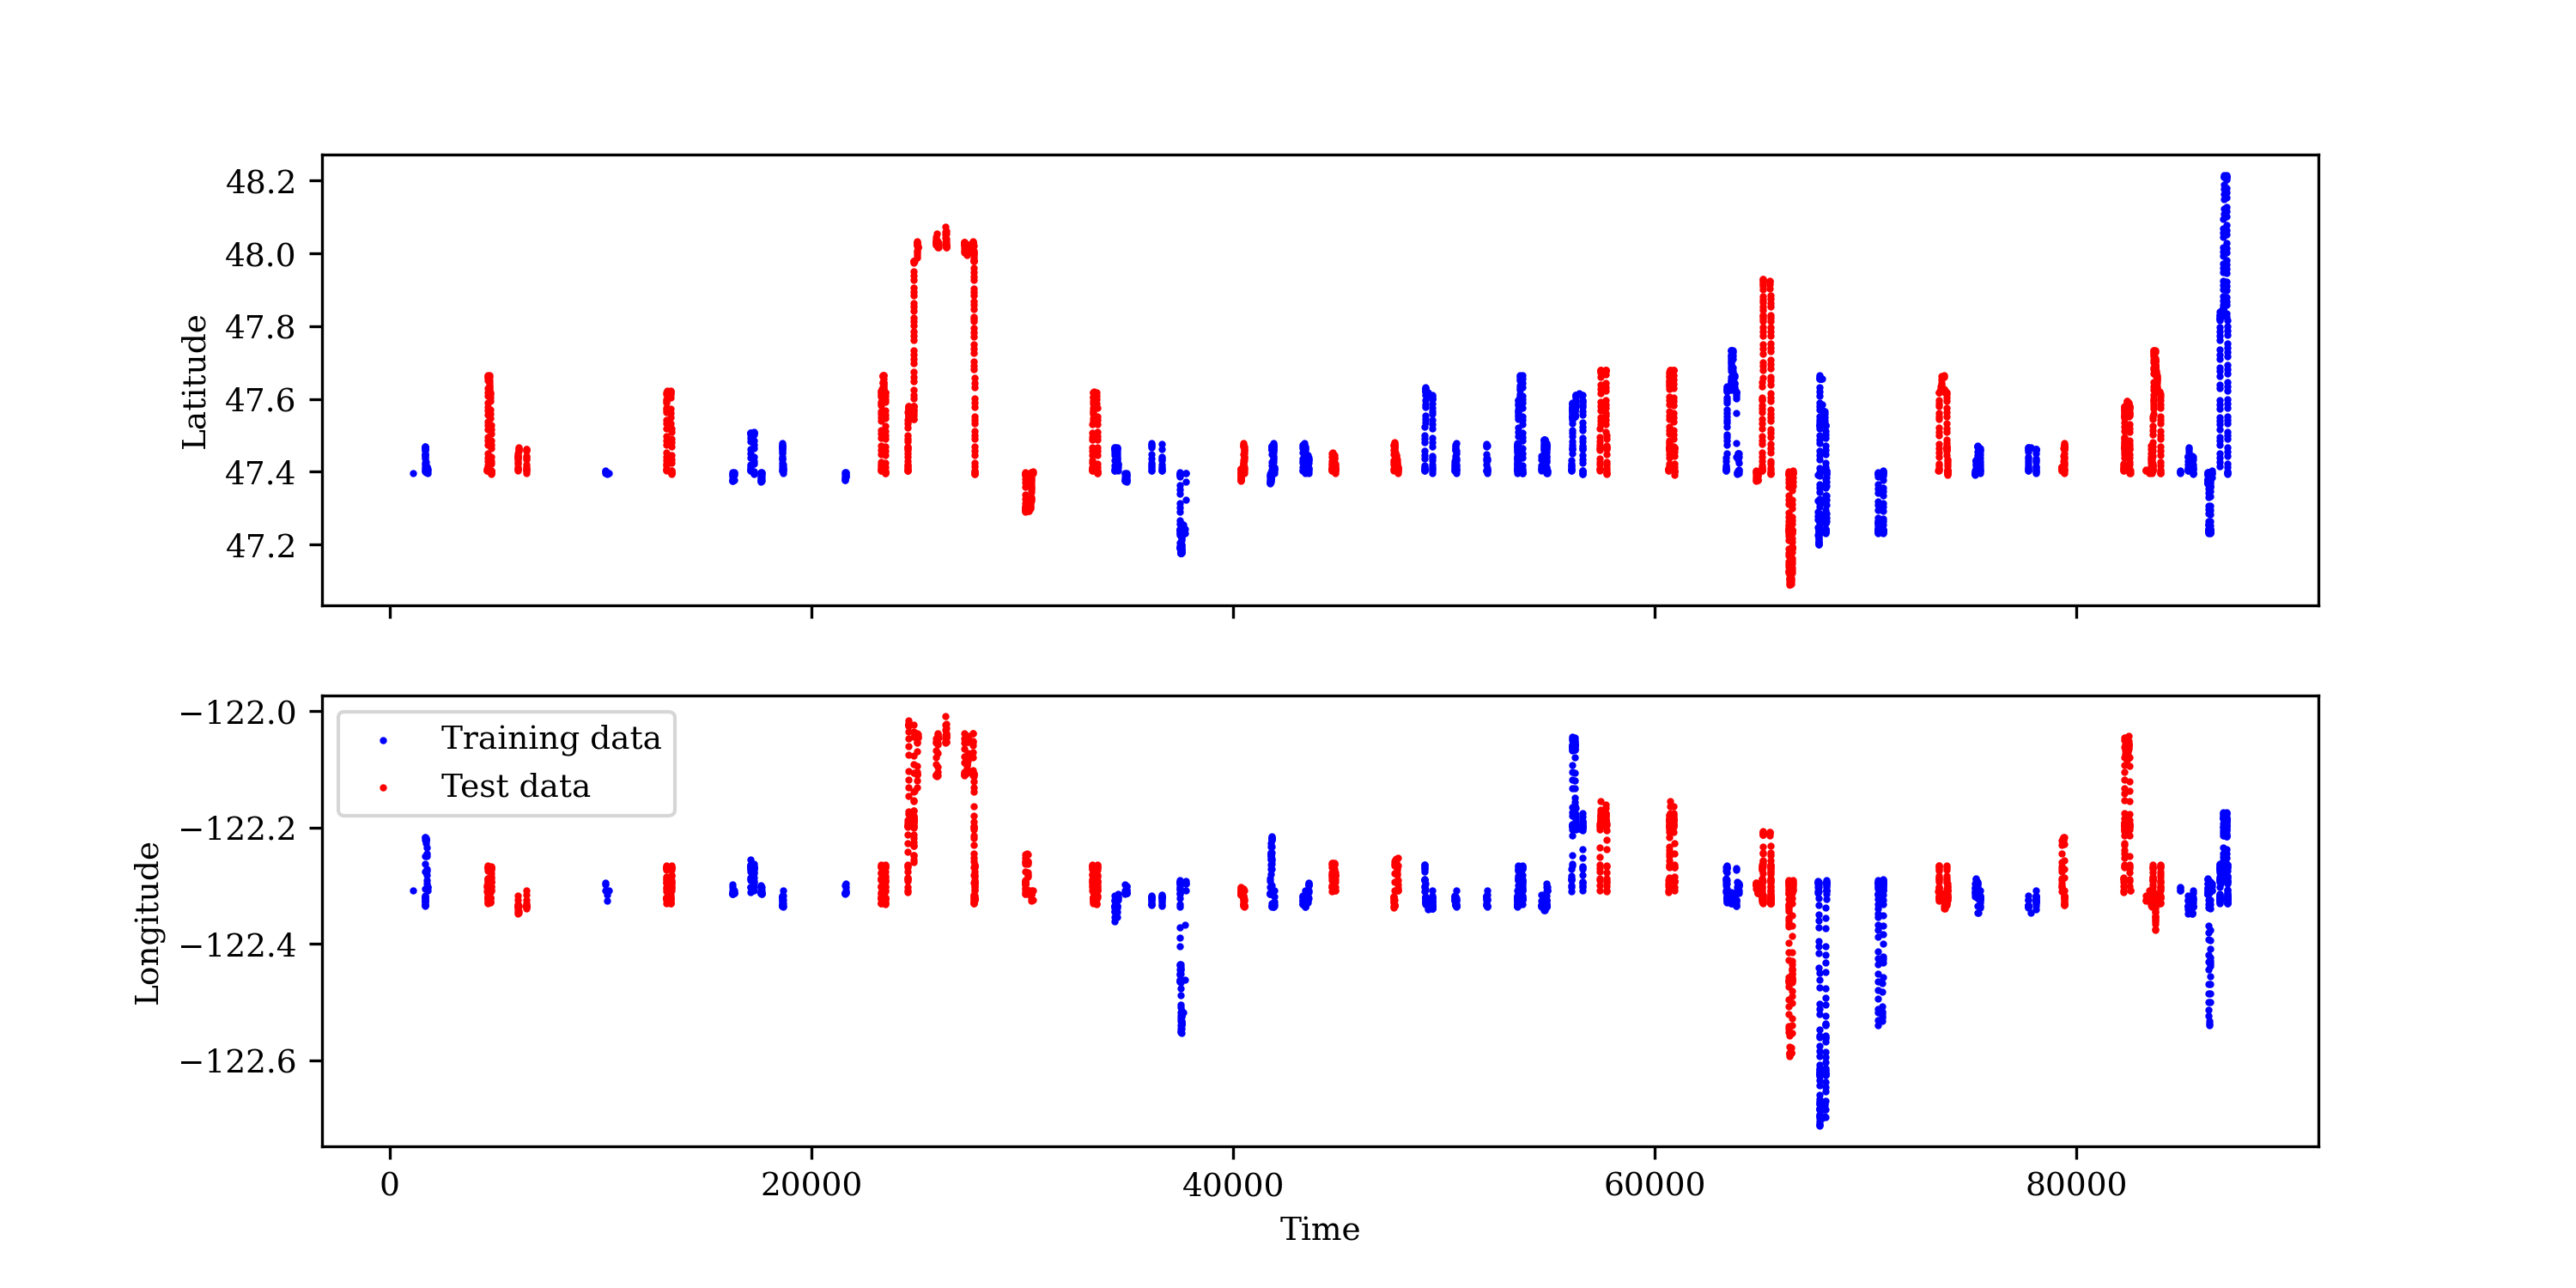 48.2
48.0
47.8
47.6
47.4
47.2
Latitude
−122.0
−122.2
−122.4
−122.6
Longitude
Training data
Test data
0 20000 40000 60000 80000
Time